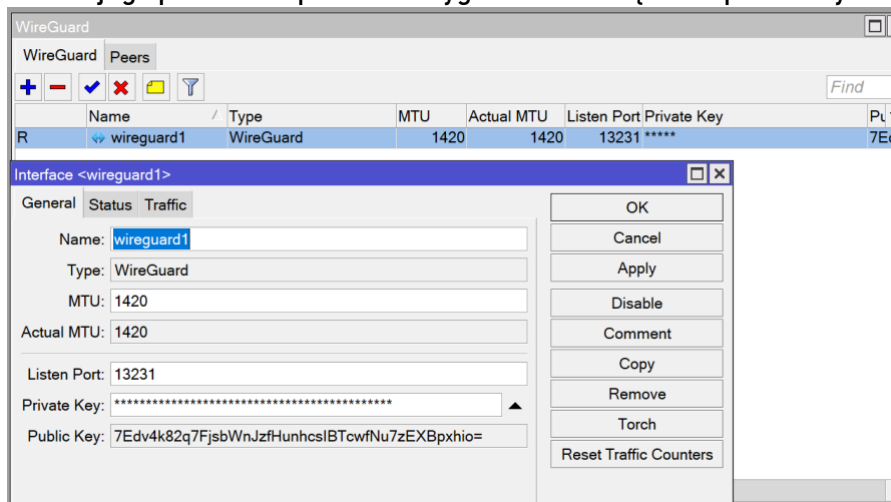 WireGuard
WireGuard Peers
Find
Name Type MTU Actual MTU Listen Port Private Key
R wireguard1 WireGuard 1420 1420 13231 *****
Interface <wireguard1>
General Status Traffic
OK
Name: wireguard1
Cancel
Type: WireGuard
Apply
MTU: 1420
Disable
Actual MTU: 1420
Comment
Copy
Listen Port: 13231
Remove
Private Key: ********************************************
Torch
Public Key: 7Edv4k82q7FjsbWnJzfHunhcsIBTcwfNu7zEXBpxhio=
Reset Traffic Counters